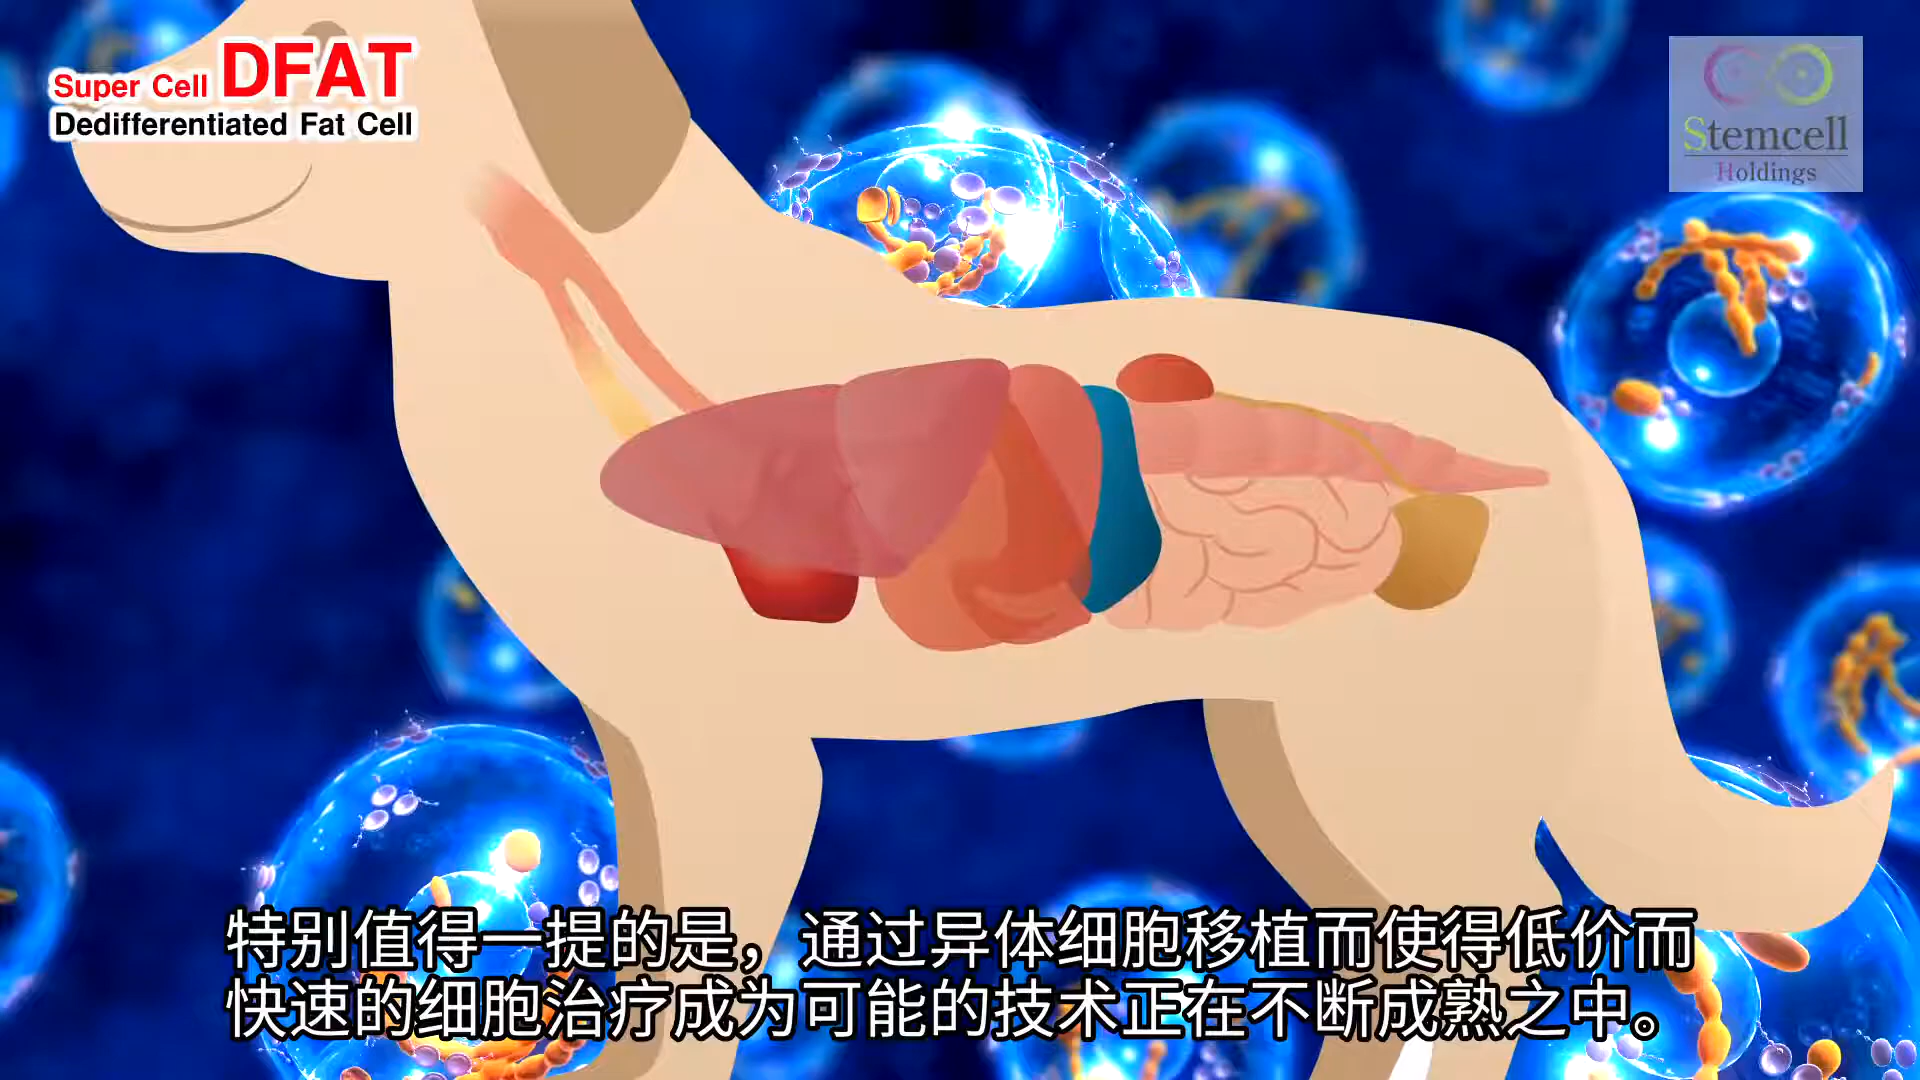 Super Cell DFAT
Dedifferentiated Fat Cell
Stemcell
Holdings
特别值得一提的是，通过异体细胞移植而使得低价而
快速的细胞治疗成为可能的技术正在不断成熟之中。